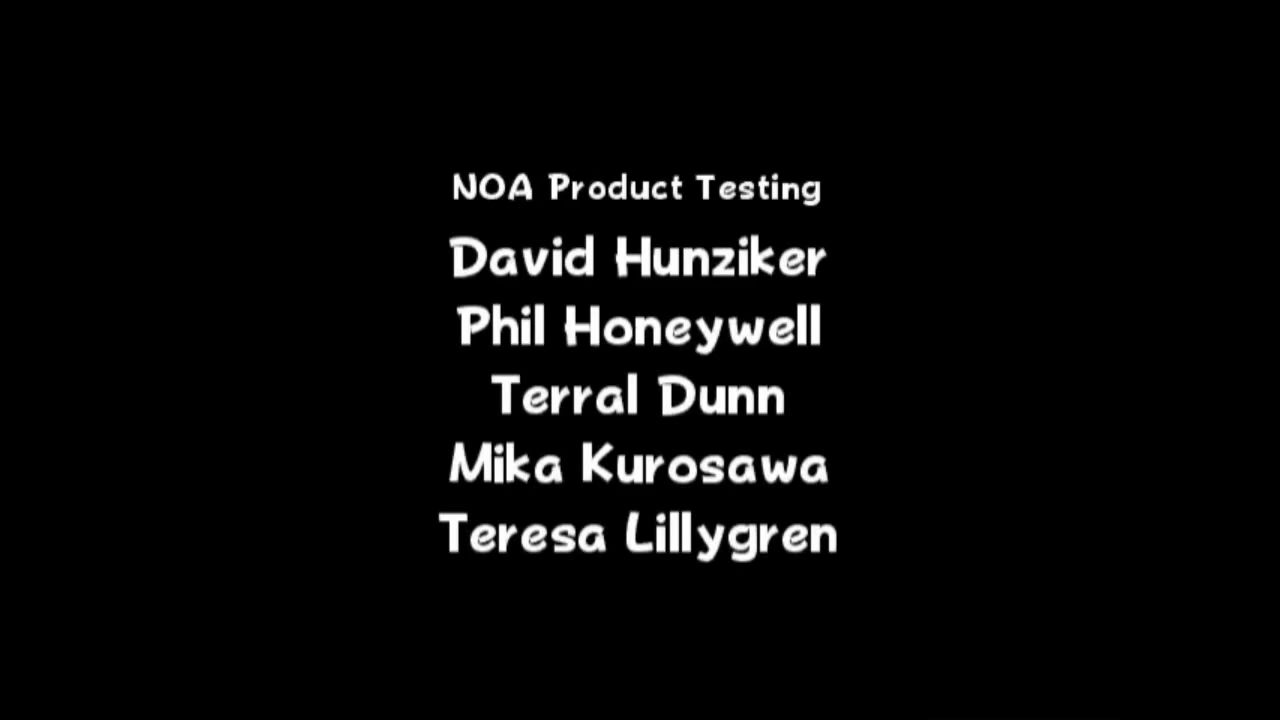 NOA Product Testing
David Hunziker
Phil Honeywell
Terral Dunn
Mika Kurosawa
Teresa Lillygren